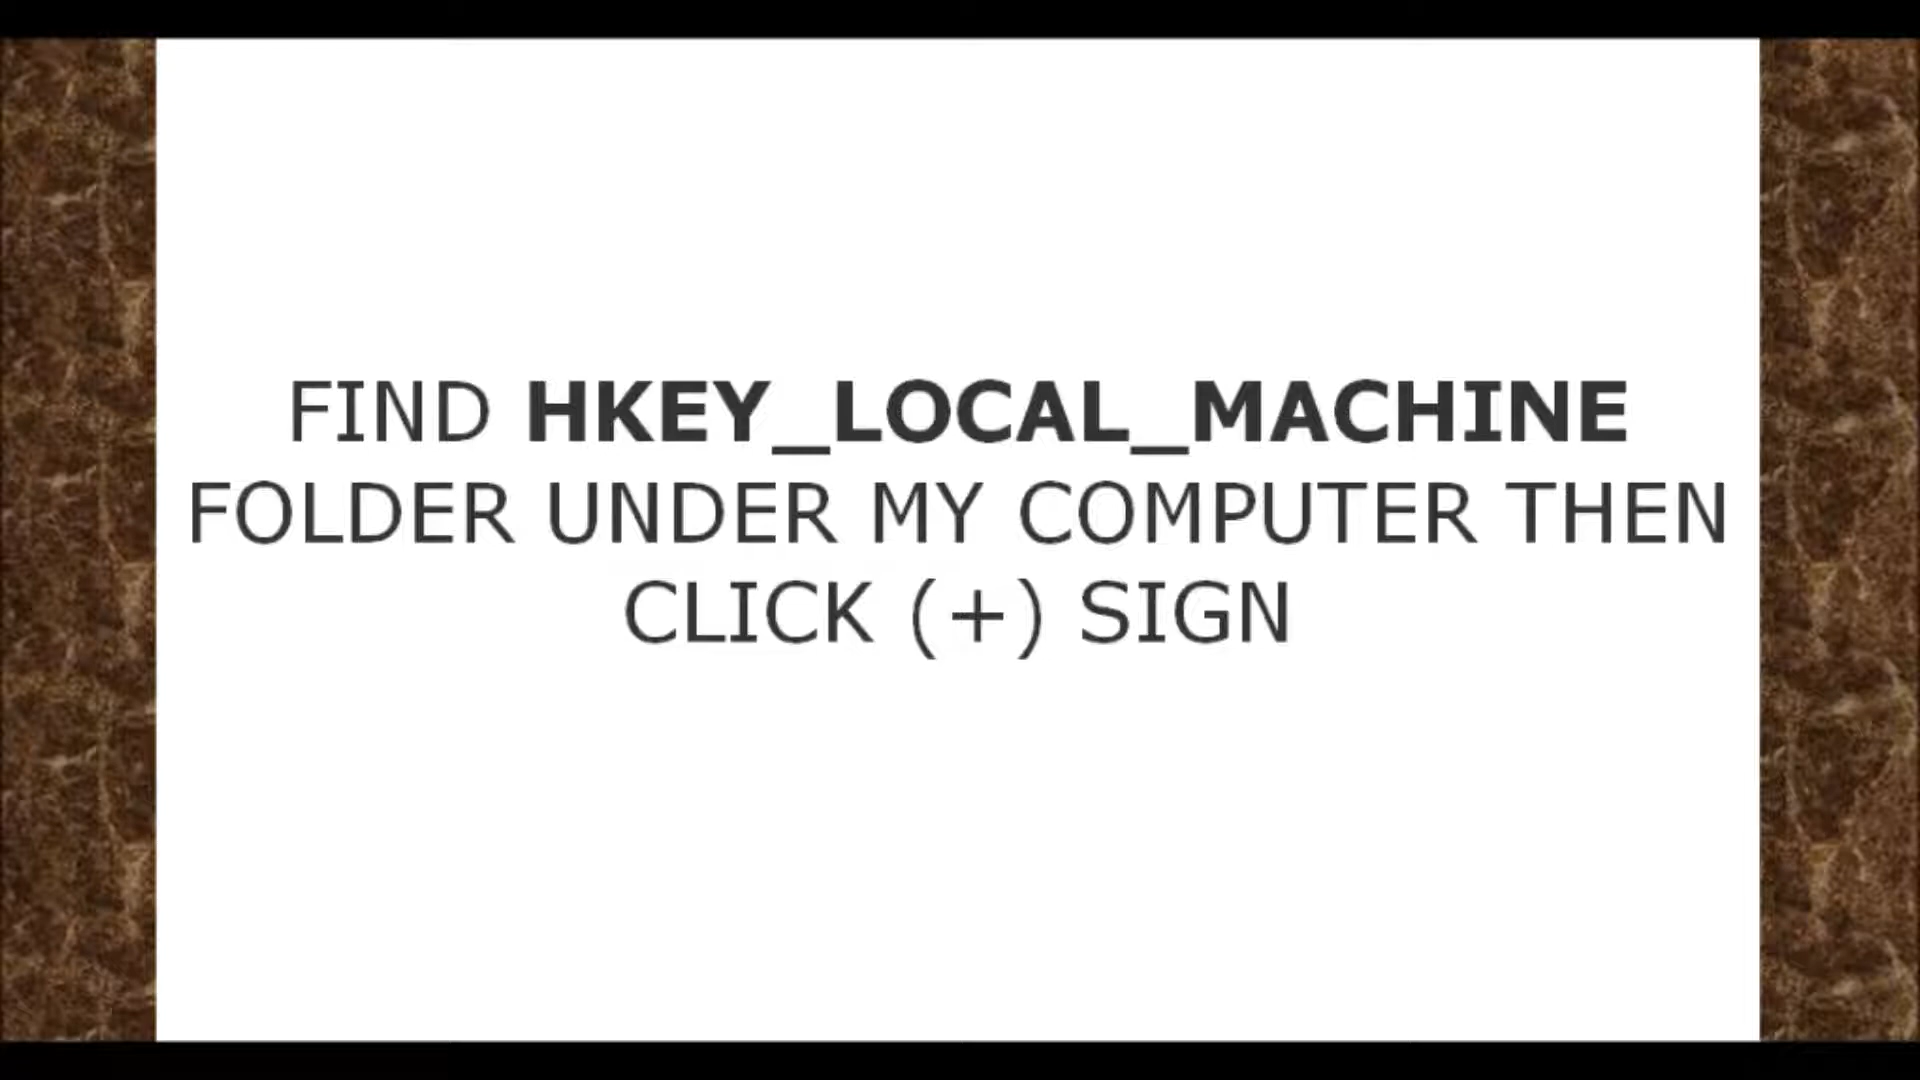 FIND HKEY_LOCAL_MACHINE
FOLDER UNDER MY COMPUTER THEN
CLICK (+) SIGN